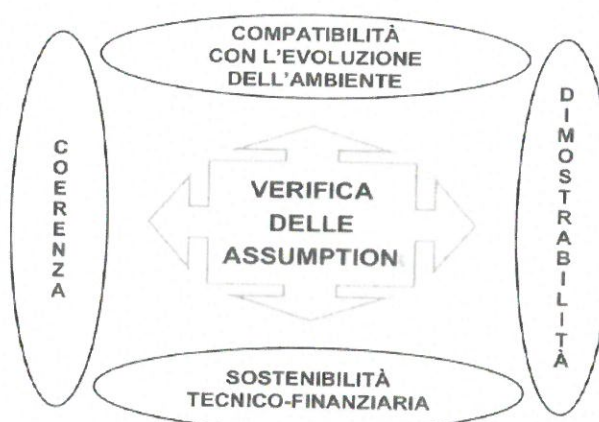 COMPATIBILITÀ
CON L'EVOLUZIONE
DELL'AMBIENTE
COERENZA
VERIFICA
DELLE
ASSUMPTION
DIMOSTRABILITÀ
SOSTENIBILITÀ
TECNICO-FINANZIARIA